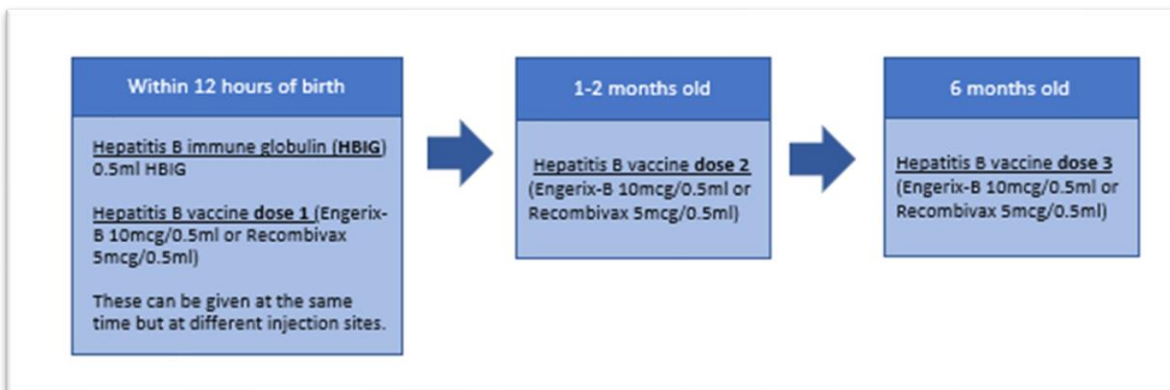 Within 12 hours of birth
Hepatitis B immune globulin (HBIG)
0.5ml HBIG
Hepatitis B vaccine dose 1 (Engerix-
B 10mcg/0.5ml or Recombivax
5mcg/0.5ml)
These can be given at the same
time but at different injection sites.
1-2 months old
Hepatitis B vaccine dose 2
(Engerix-B 10mcg/0.5ml or
Recombivax 5mcg/0.5ml)
6 months old
Hepatitis B vaccine dose 3
(Engerix-B 10mcg/0.5ml or
Recombivax 5mcg/0.5ml)